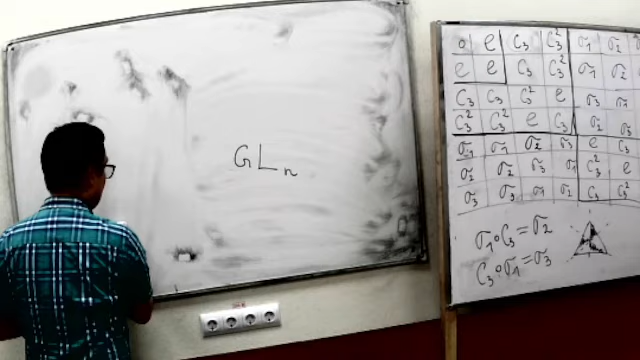 GLₙ
o e C₃ C₃² σ₁ σ₂
e e C₃ C₃² σ₁ σ₂
C₃ C₃ C₃² e σ₃ σ₁
C₃² C₃² e C₃ σ₂ σ₃
σ₁ σ₁ σ₂ σ₃ e C₃
σ₂ σ₂ σ₃ σ₁ C₃² e
σ₃ σ₃ σ₁ σ₂ C₃ C₃²
σ₁∘C₃=σ₂
C₃∘σ₁=σ₃